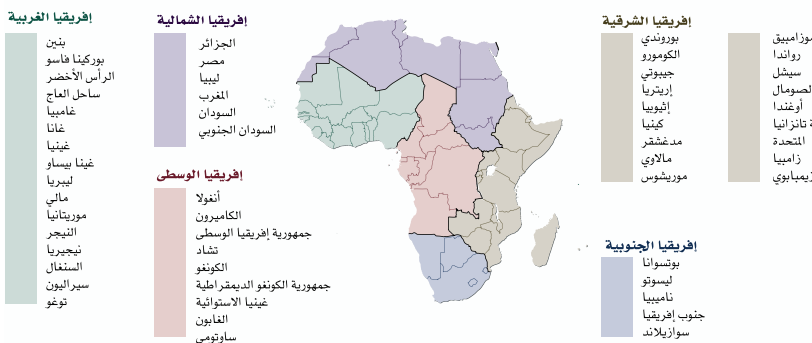 إفريقيا الشرقية
بوروندي
الكومورو
جيبوتي
إريتريا
إثيوبيا
كينيا
مدغشقر
مالاوي
موريشوس
رواندا
سيشل
أوغندا
تانزانيا
المتحدة
زامبيا
إفريقيا الشمالية
الجزائر
مصر
ليبيا
المغرب
السودان
السودان الجنوبي
إفريقيا الغربية
بنين
بوركينا فاسو
الرأس الأخضر
ساحل العاج
غامبيا
غانا
غينيا
غينا بيساو
ليبريا
مالي
موريتانيا
النيجر
نيجيريا
السنغال
سيراليون
توغو
إفريقيا الوسطى
أنغولا
الكاميرون
جمهورية إفريقيا الوسطى
تشاد
الكونغو
جمهورية الكونغو الديمقراطية
غينيا الاستوائية
الغابون
ساوتومي
إفريقيا الجنوبية
بوتسوانا
ليسوتو
ناميبيا
جنوب إفريقيا
سوازيلاند